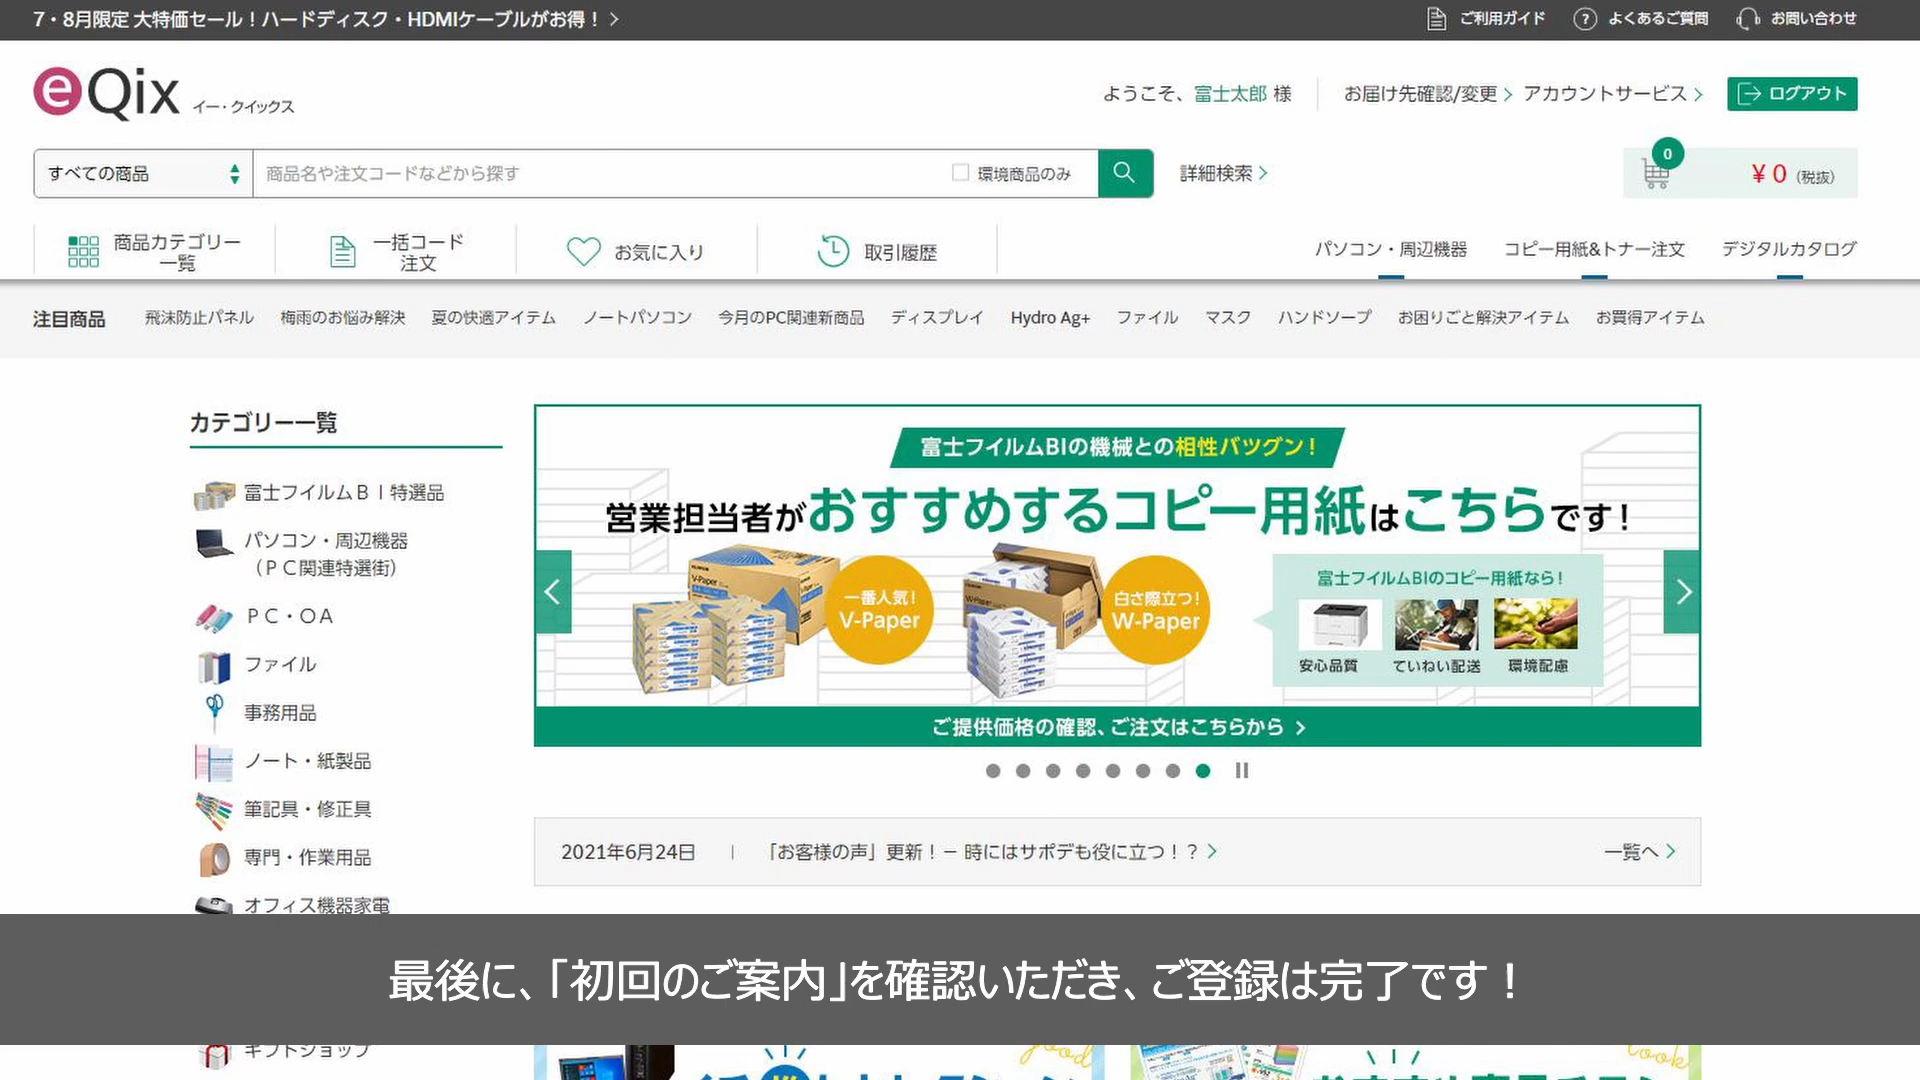 7・8月限定 大特価セール！ハードディスク・HDMIケーブルがお得！
ご利用ガイド
よくあるご質問
お問い合わせ
eQix イー・クイックス
ようこそ、富士太郎 様
お届け先確認/変更
アカウントサービス
ログアウト
すべての商品
商品名や注文コードなどから探す
環境商品のみ
詳細検索
0
¥ 0 (税抜)
商品カテゴリー
一覧
一括コード
注文
お気に入り
取引履歴
パソコン・周辺機器
コピー用紙&トナー注文
デジタルカタログ
注目商品
飛沫防止パネル
梅雨のお悩み解決
夏の快適アイテム
ノートパソコン
今月のPC関連新商品
ディスプレイ
Hydro Ag+
ファイル
マスク
ハンドソープ
お困りごと解決アイテム
お買得アイテム
カテゴリー一覧
富士フイルムＢＩ特選品
パソコン・周辺機器
（ＰＣ関連特選街）
ＰＣ・ＯＡ
ファイル
事務用品
ノート・紙製品
筆記具・修正具
専門・作業用品
オフィス機器家電
ギフトショップ
富士フイルムBIの機械との相性バツグン！
営業担当者がおすすめするコピー用紙はこちらです！
V-Paper
一番人気！
V-Paper
白さ際立つ！
W-Paper
富士フイルムBIのコピー用紙なら！
安心品質
ていねい配送
環境配慮
ご提供価格の確認、ご注文はこちらから
2021年6月24日
「お客様の声」更新！－ 時にはサポデも役に立つ！？
一覧へ
最後に、「初回のご案内」を確認いただき、ご登録は完了です！
good
look